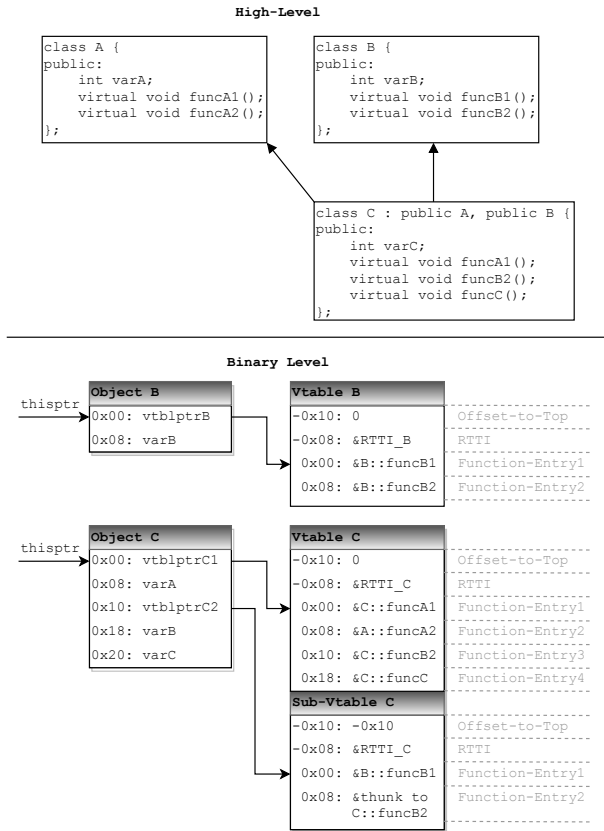 High-Level
class A {
public:
    int varA;
    virtual void funcA1();
    virtual void funcA2();
};
class B {
public:
    int varB;
    virtual void funcB1();
    virtual void funcB2();
};
class C : public A, public B {
public:
    int varC;
    virtual void funcA1();
    virtual void funcB2();
    virtual void funcC();
};
Binary Level
thisptr
Object B
0x00: vtblptrB
0x08: varB
Vtable B
-0x10: 0 Offset-to-Top
-0x08: &RTTI_B RTTI
0x00: &B::funcB1 Function-Entry1
0x08: &B::funcB2 Function-Entry2
thisptr
Object C
0x00: vtblptrC1
0x08: varA
0x10: vtblptrC2
0x18: varB
0x20: varC
Vtable C
-0x10: 0 Offset-to-Top
-0x08: &RTTI_C RTTI
0x00: &C::funcA1 Function-Entry1
0x08: &A::funcA2 Function-Entry2
0x10: &C::funcB2 Function-Entry3
0x18: &C::funcC Function-Entry4
Sub-Vtable C
-0x10: -0x10 Offset-to-Top
-0x08: &RTTI_C RTTI
0x00: &B::funcB1 Function-Entry1
0x08: &thunk to Function-Entry2
C::funcB2